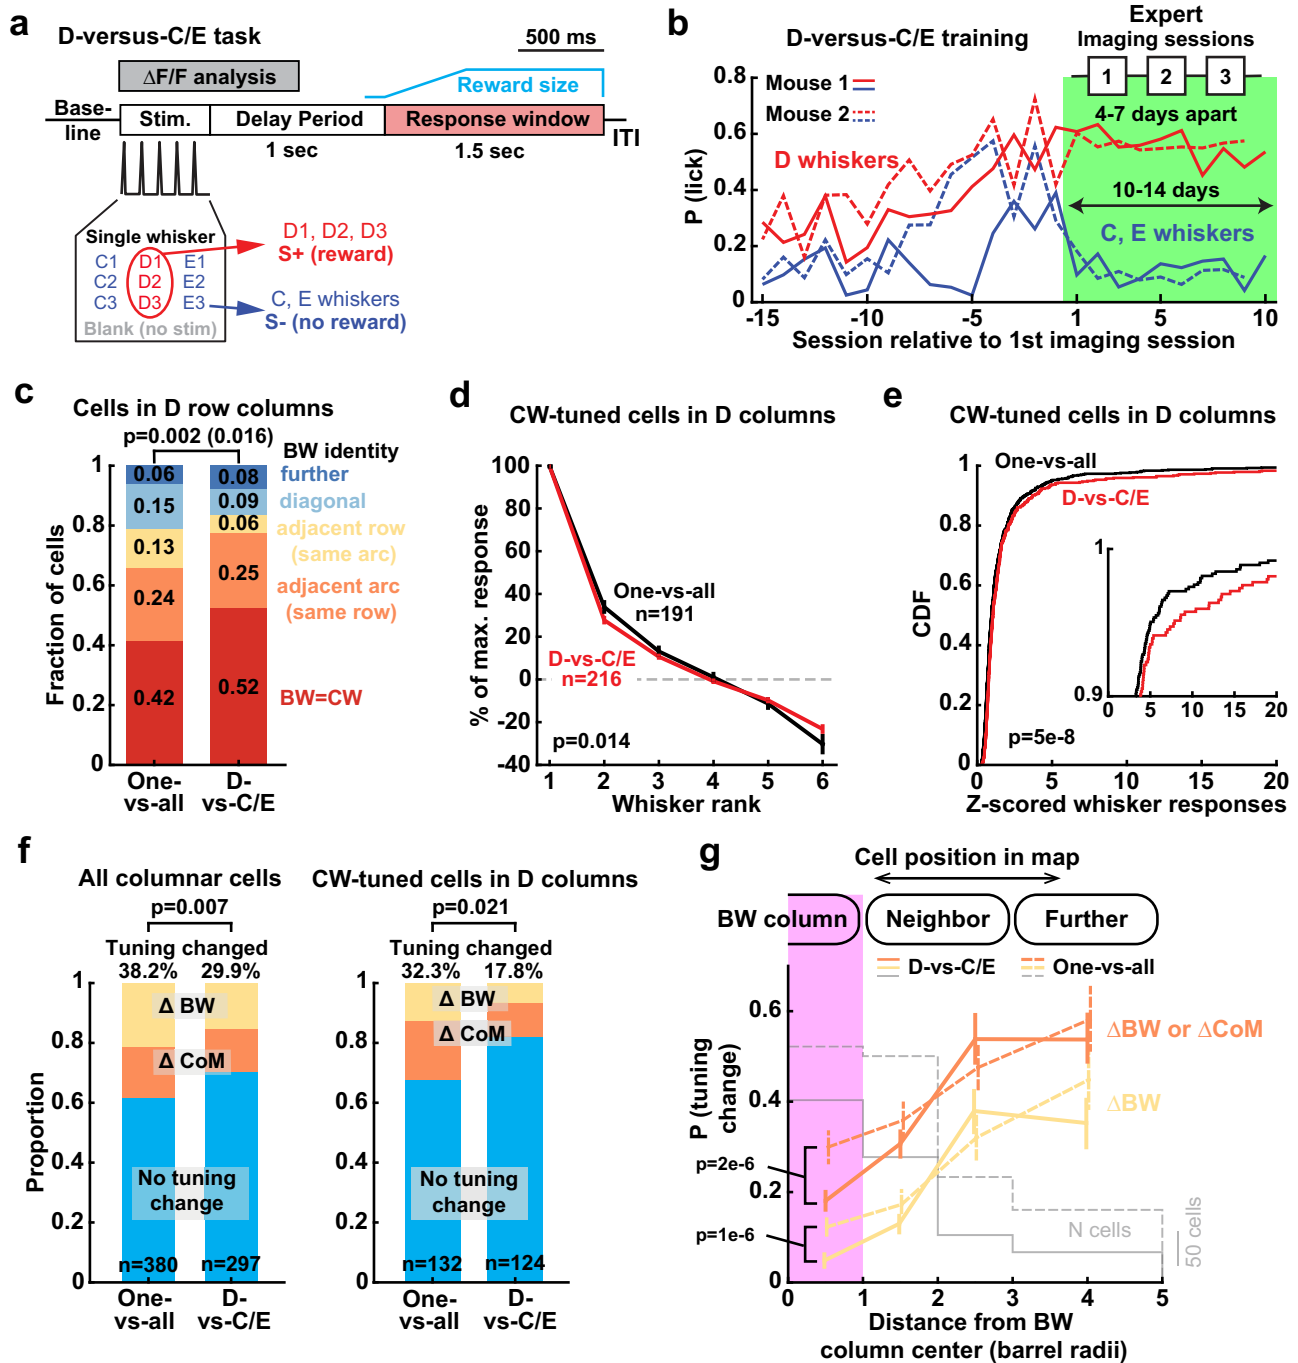 a
D-versus-C/E task
500 ms
ΔF/F analysis
Reward size
Base-
line
Stim.
Delay Period
Response window
ITI
1 sec
1.5 sec
Single whisker
C1 D1 E1
C2 D2 E2
C3 D3 E3
Blank (no stim)
D1, D2, D3
S+ (reward)
C, E whiskers
S- (no reward)
b
D-versus-C/E training
Expert
Imaging sessions
1 2 3
4-7 days apart
Mouse 1
Mouse 2
D whiskers
10-14 days
C, E whiskers
P (lick)
0.8
0.6
0.4
0.2
0
-15 -10 -5 1 5 10
Session relative to 1st imaging session
c
Cells in D row columns
p=0.002 (0.016)
BW identity
further
diagonal
adjacent row
(same arc)
adjacent arc
(same row)
BW=CW
Fraction of cells
1
0.8
0.6
0.4
0.2
0
0.06
0.15
0.13
0.24
0.42
0.08
0.09
0.06
0.25
0.52
One-
vs-all
D-
vs-C/E
d
CW-tuned cells in D columns
% of max. response
100
80
60
40
20
0
-20
-40
One-vs-all
n=191
D-vs-C/E
n=216
p=0.014
1 2 3 4 5 6
Whisker rank
e
CW-tuned cells in D columns
One-vs-all
D-vs-C/E
CDF
1
0.8
0.6
0.4
0.2
0
1
0.9
0 5 10 15 20
p=5e-8
0 5 10 15 20
Z-scored whisker responses
f
All columnar cells
p=0.007
Tuning changed
38.2% 29.9%
Proportion
1
0.8
0.6
0.4
0.2
0
Δ BW
Δ CoM
No tuning
change
n=380 n=297
One-
vs-all
D-
vs-C/E
CW-tuned cells in D columns
p=0.021
Tuning changed
32.3% 17.8%
1
0.8
0.6
0.4
0.2
0
Δ BW
Δ CoM
No tuning
change
n=132 n=124
One-
vs-all
D-
vs-C/E
g
Cell position in map
BW column
Neighbor
Further
D-vs-C/E
One-vs-all
ΔBW or ΔCoM
ΔBW
P (tuning
change)
0.6
0.4
0.2
0
p=2e-6
p=1e-6
N cells
50 cells
0 1 2 3 4 5
Distance from BW
column center (barrel radii)